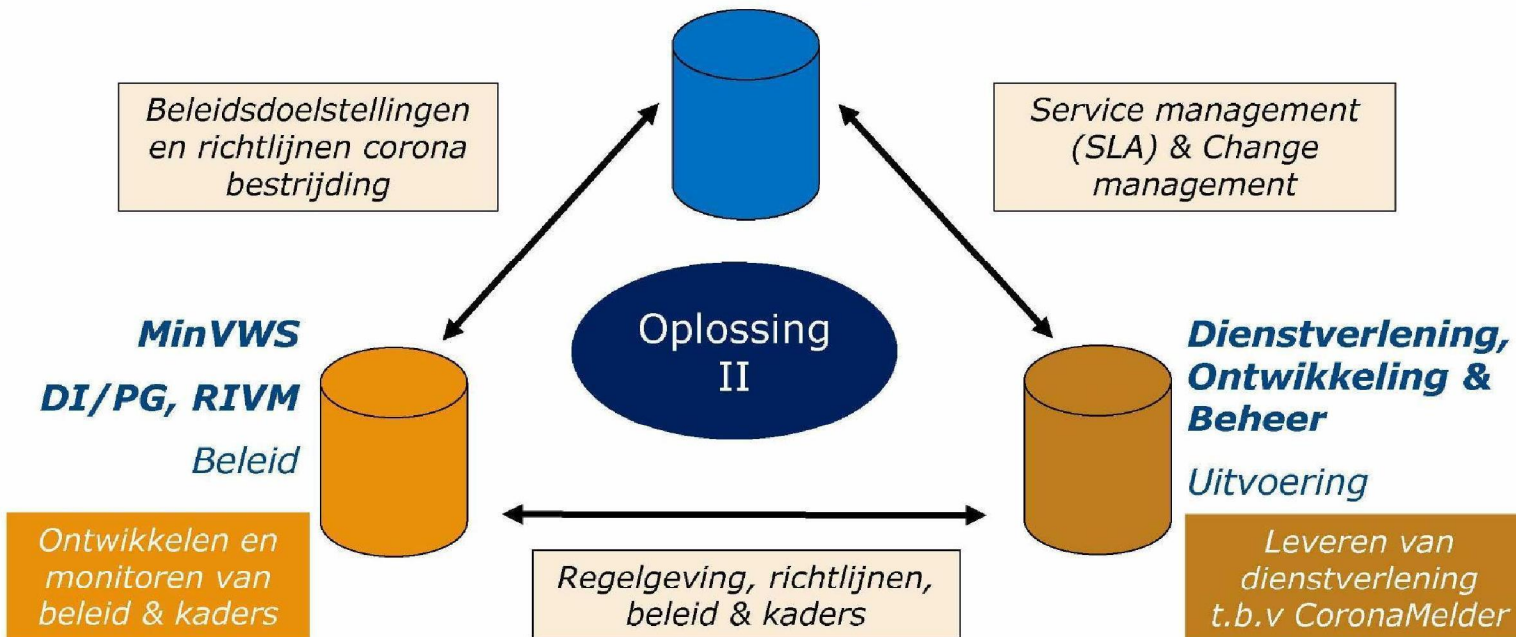 Beleidsdoelstellingen
en richtlijnen corona
bestrijding
Service management
(SLA) & Change
management
Oplossing
II
MinVWS
DI/PG, RIVM
Beleid
Dienstverlening,
Ontwikkeling &
Beheer
Uitvoering
Ontwikkelen en
monitoren van
beleid & kaders
Regelgeving, richtlijnen,
beleid & kaders
Leveren van
dienstverlening
t.b.v CoronaMelder